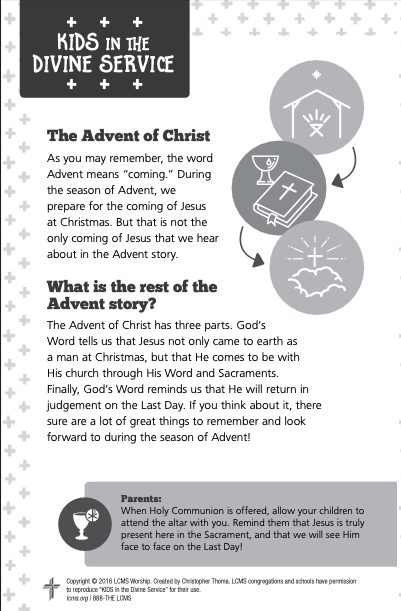 KIDS IN THE
DIVINE SERVICE
The Advent of Christ
As you may remember, the word
Advent means “coming.” During
the season of Advent, we
prepare for the coming of Jesus
at Christmas. But that is not the
only coming of Jesus that we hear
about in the Advent story.
What is the rest of the
Advent story?
The Advent of Christ has three parts. God’s
Word tells us that Jesus not only came to earth as
a man at Christmas, but that He comes to be with
His church through His Word and Sacraments.
Finally, God’s Word reminds us that He will return in
judgement on the Last Day. If you think about it, there
sure are a lot of great things to remember and look
forward to during the season of Advent!
Parents:
When Holy Communion is offered, allow your children to
attend the altar with you. Remind them that Jesus is truly
present here in the Sacrament, and that we will see Him
face to face on the Last Day!
Copyright © 2016 LCMS Worship. Created by Christopher Thoma. LCMS congregations and schools have permission
to reproduce “KIDS in the Divine Service” for their use.
lcms.org | 888-THE LCMS